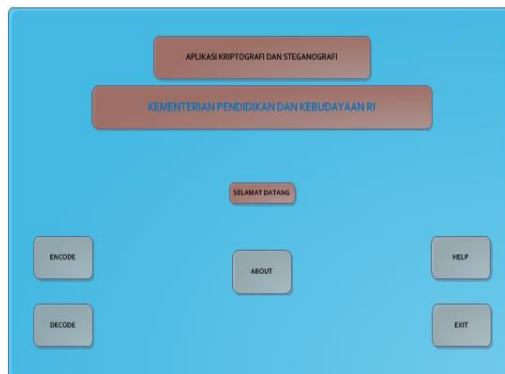 APLIKASI KRIPTOGRAFI DAN STEGANOGRAFI
KEMENTERIAN PENDIDIKAN DAN KEBUDAYAAN RI
SELAMAT DATANG
ENCODE
ABOUT
HELP
DECODE
EXIT